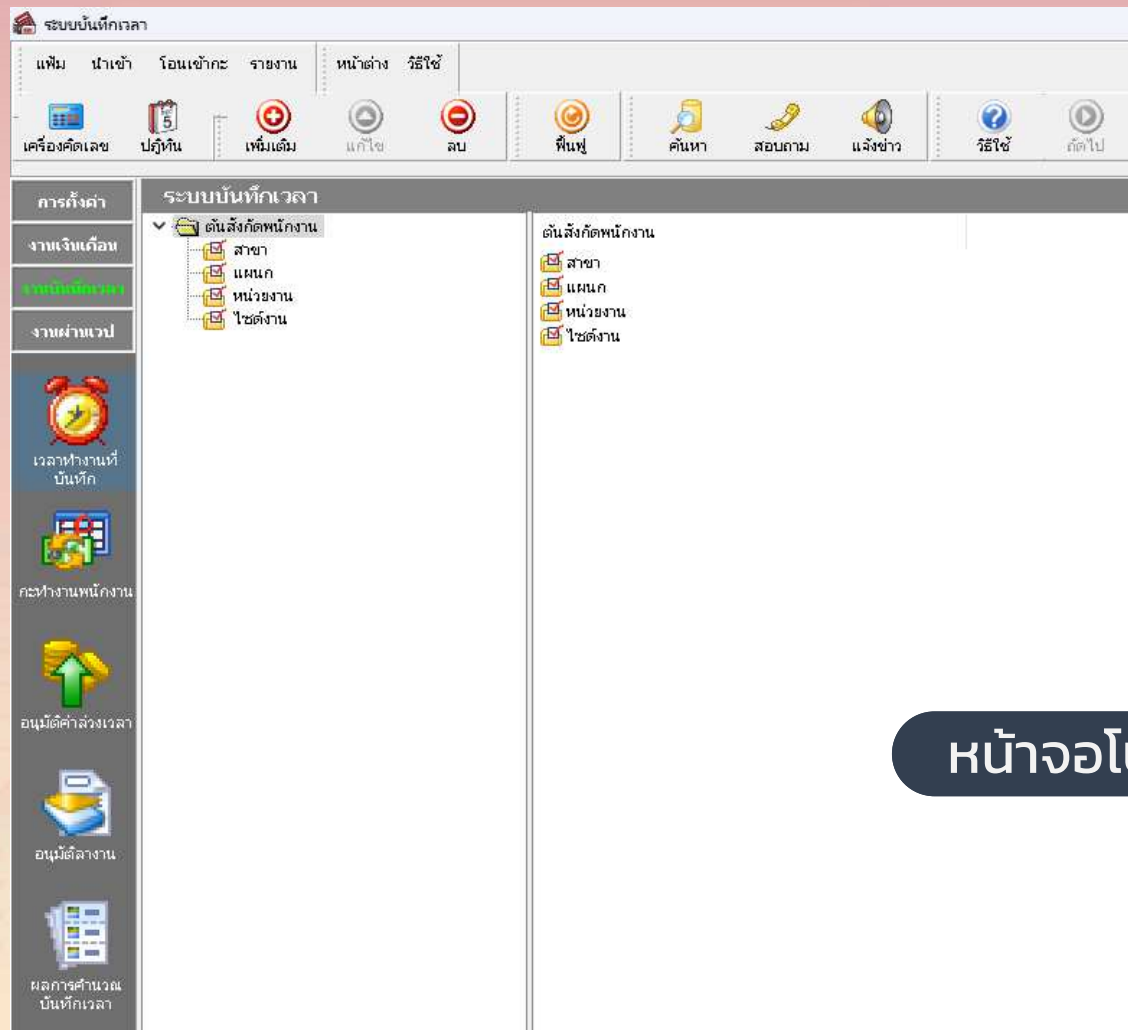 ระบบบันทึกเวลา
แฟ้ม นำเข้า โอนเข้ากะ รายงาน หน้าต่าง วิธีใช้
5
เครื่องคิดเลข ปฎิทิน เพิ่มเติม แก้ไข ลบ ฟื้นฟู ค้นหา สอบถาม แจ้งข่าว วิธีใช้ ถัดไป
การตั้งค่า
งานเงินเดือน
งานบันทึกเวลา
งานผ่านเวป
เวลาทำงานที่
บันทึก
กะทำงานพนักงาน
อนุมัติค่าล่วงเวลา
อนุมัติลางาน
ผลการคำนวณ
บันทึกเวลา
ระบบบันทึกเวลา
ต้นสังกัดพนักงาน
สาขา
แผนก
หน่วยงาน
ไซต์งาน
ต้นสังกัดพนักงาน
สาขา
แผนก
หน่วยงาน
ไซต์งาน
หน้าจอ